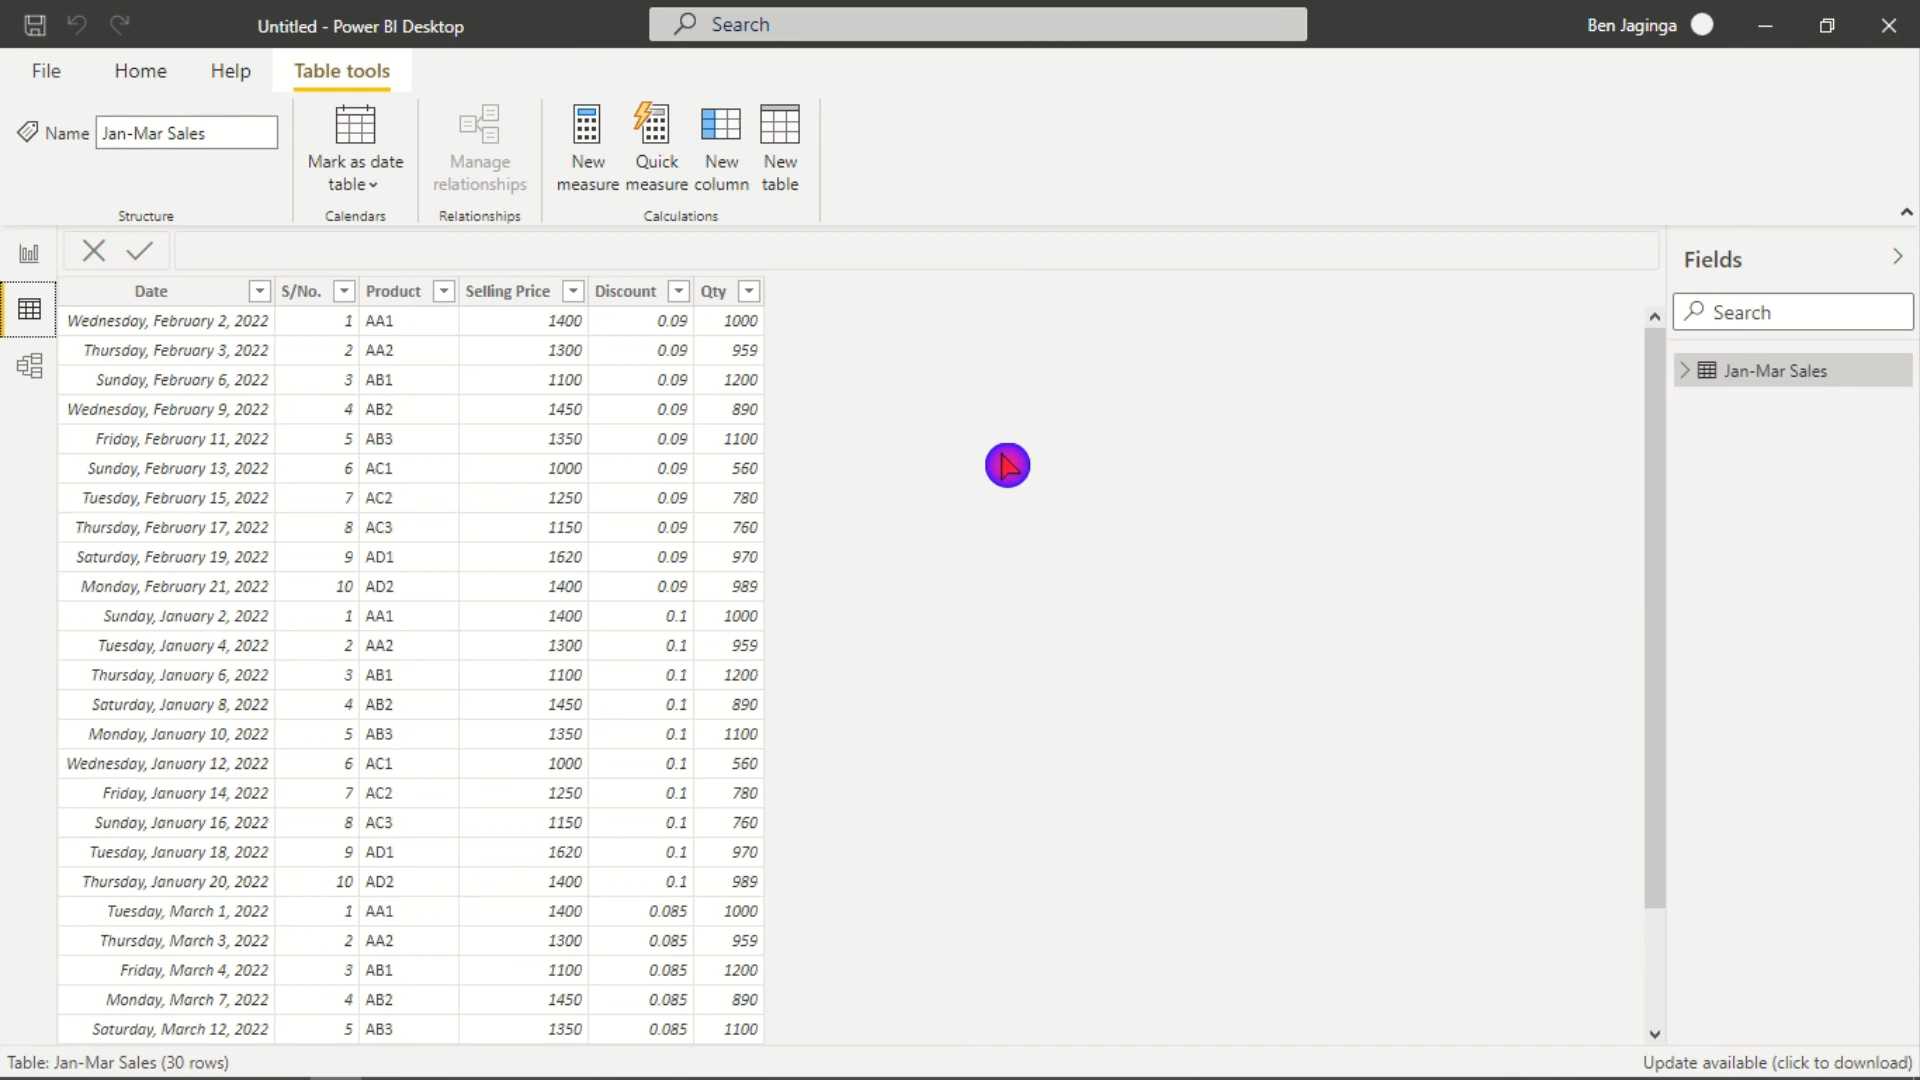 Untitled - Power BI Desktop
Search
Ben Jaginga
File Home Help Table tools
Name Jan-Mar Sales
Mark as date table
Manage relationships
New measure
Quick measure
New column
New table
Structure Calendars Relationships Calculations
Fields
Search
Jan-Mar Sales
Date S/No. Product Selling Price Discount Qty
Wednesday, February 2, 2022 1 AA1 1400 0.09 1000
Thursday, February 3, 2022 2 AA2 1300 0.09 959
Sunday, February 6, 2022 3 AB1 1100 0.09 1200
Wednesday, February 9, 2022 4 AB2 1450 0.09 890
Friday, February 11, 2022 5 AB3 1350 0.09 1100
Sunday, February 13, 2022 6 AC1 1000 0.09 560
Tuesday, February 15, 2022 7 AC2 1250 0.09 780
Thursday, February 17, 2022 8 AC3 1150 0.09 760
Saturday, February 19, 2022 9 AD1 1620 0.09 970
Monday, February 21, 2022 10 AD2 1400 0.09 989
Sunday, January 2, 2022 1 AA1 1400 0.1 1000
Tuesday, January 4, 2022 2 AA2 1300 0.1 959
Thursday, January 6, 2022 3 AB1 1100 0.1 1200
Saturday, January 8, 2022 4 AB2 1450 0.1 890
Monday, January 10, 2022 5 AB3 1350 0.1 1100
Wednesday, January 12, 2022 6 AC1 1000 0.1 560
Friday, January 14, 2022 7 AC2 1250 0.1 780
Sunday, January 16, 2022 8 AC3 1150 0.1 760
Tuesday, January 18, 2022 9 AD1 1620 0.1 970
Thursday, January 20, 2022 10 AD2 1400 0.1 989
Tuesday, March 1, 2022 1 AA1 1400 0.085 1000
Thursday, March 3, 2022 2 AA2 1300 0.085 959
Friday, March 4, 2022 3 AB1 1100 0.085 1200
Monday, March 7, 2022 4 AB2 1450 0.085 890
Saturday, March 12, 2022 5 AB3 1350 0.085 1100
Table: Jan-Mar Sales (30 rows)
Update available (click to download)